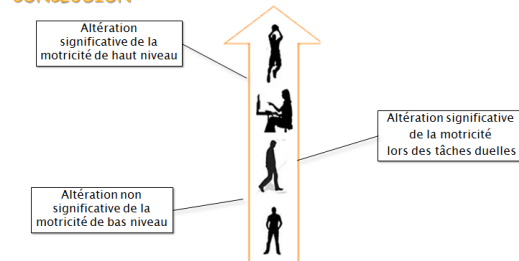 CONCLUSION
Altération
significative de la
motricité de haut niveau
Altération significative
de la motricité
lors des tâches duelles
Altération non
significative de la
motricité de bas niveau